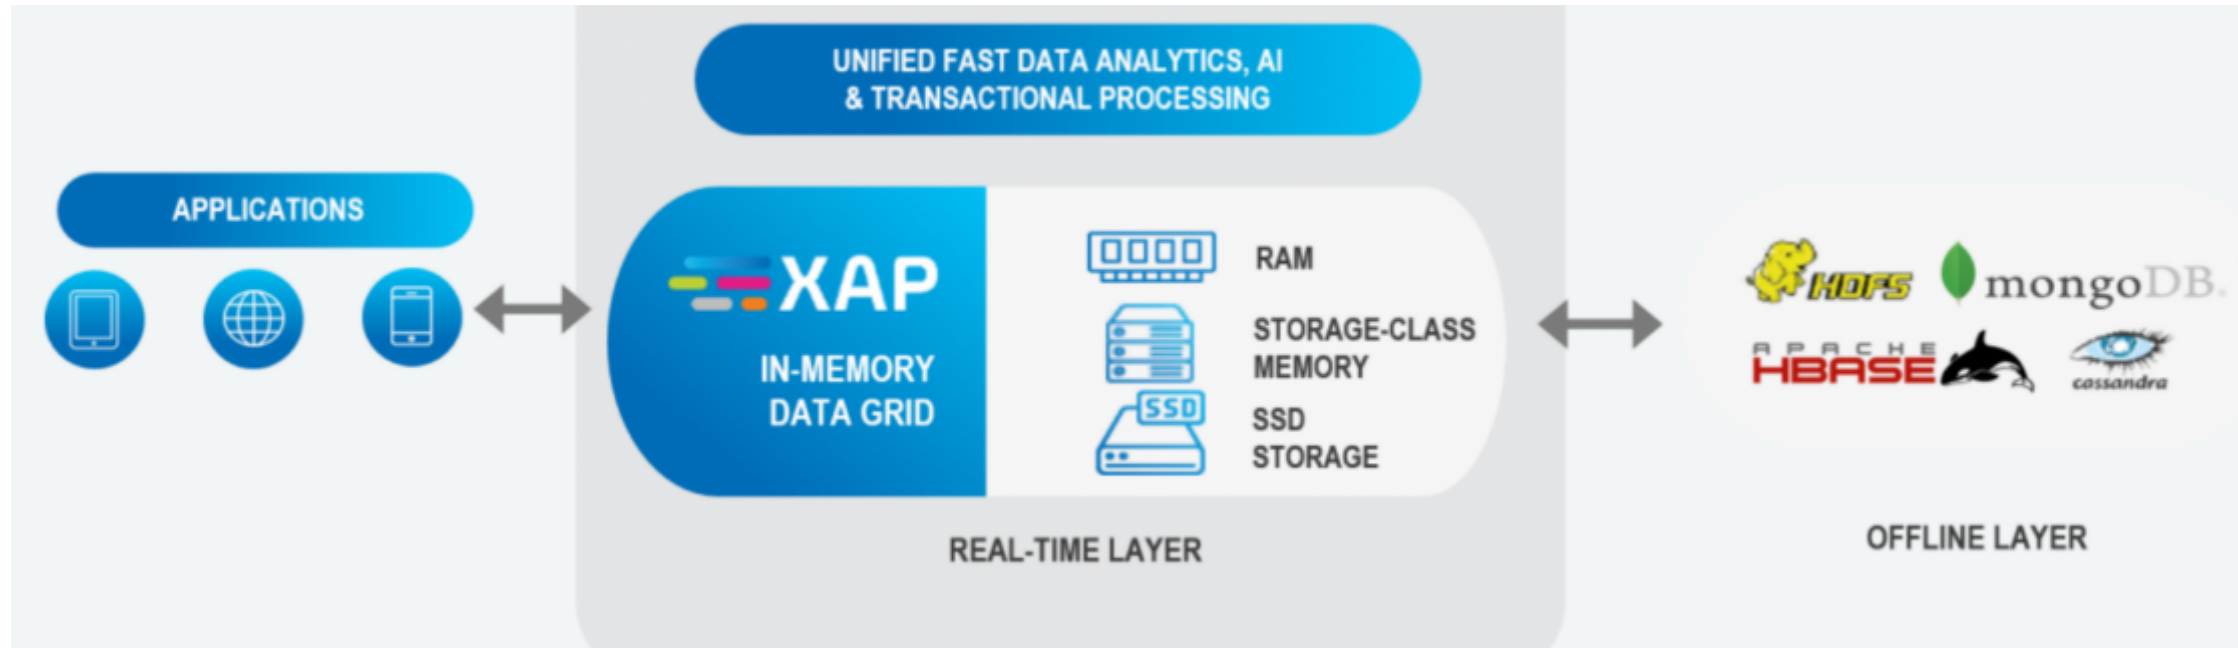 UNIFIED FAST DATA ANALYTICS, AI
& TRANSACTIONAL PROCESSING
APPLICATIONS
XAP
IN-MEMORY
DATA GRID
RAM
STORAGE-CLASS
MEMORY
SSD
SSD
STORAGE
REAL-TIME LAYER
HDFS
mongoDB.
APACHE
HBASE
cassandra
OFFLINE LAYER